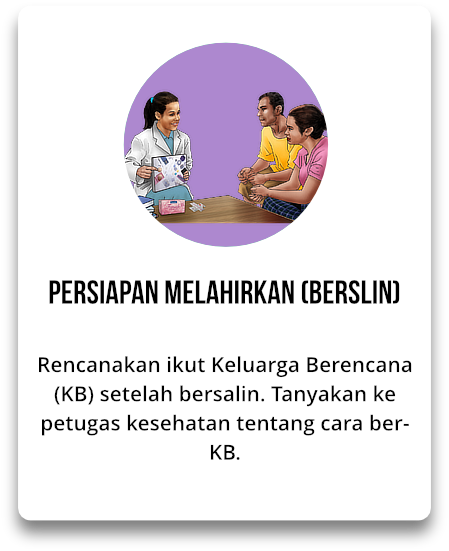 PERSIAPAN MELAHIRKAN (BERSLIN)
Rencanakan ikut Keluarga Berencana
(KB) setelah bersalin. Tanyakan ke
petugas kesehatan tentang cara ber-
KB.